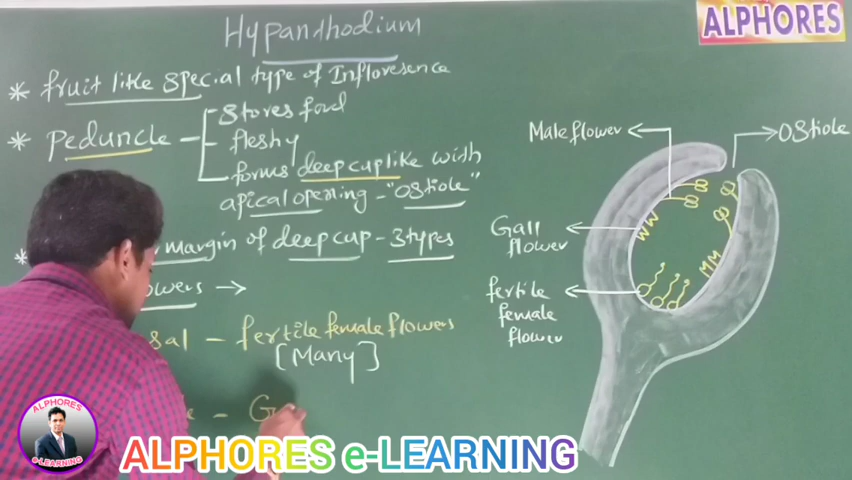 Hypanthodium
ALPHORES
* fruit like special type of Infloresence
* Peduncle - stores food
- fleshy
- forms deep cup like with
apical opening - "Ostiole"
margin of deep cup - 3 types
flowers →
sal - fertile female flowers
[Many]
- G
Male flower
Ostiole
Gall
flower
fertile
female
flower
ALPHORES
e-LEARNING
ALPHORES e-LEARNING